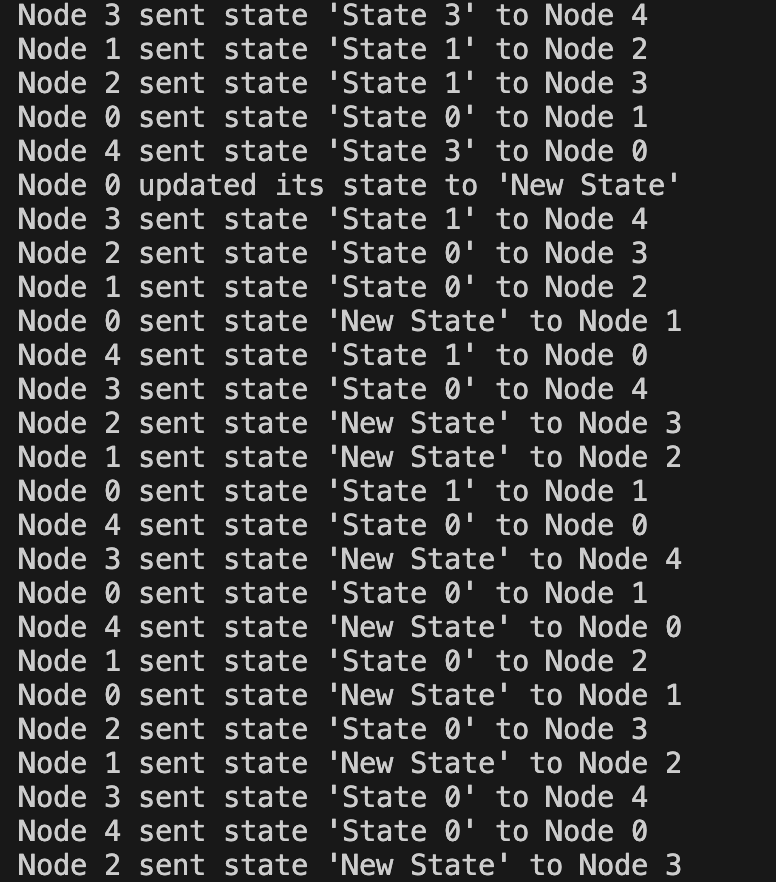 Node 3 sent state 'State 3' to Node 4
Node 1 sent state 'State 1' to Node 2
Node 2 sent state 'State 1' to Node 3
Node 0 sent state 'State 0' to Node 1
Node 4 sent state 'State 3' to Node 0
Node 0 updated its state to 'New State'
Node 3 sent state 'State 1' to Node 4
Node 2 sent state 'State 0' to Node 3
Node 1 sent state 'State 0' to Node 2
Node 0 sent state 'New State' to Node 1
Node 4 sent state 'State 1' to Node 0
Node 3 sent state 'State 0' to Node 4
Node 2 sent state 'New State' to Node 3
Node 1 sent state 'New State' to Node 2
Node 0 sent state 'State 1' to Node 1
Node 4 sent state 'State 0' to Node 0
Node 3 sent state 'New State' to Node 4
Node 0 sent state 'State 0' to Node 1
Node 4 sent state 'New State' to Node 0
Node 1 sent state 'State 0' to Node 2
Node 0 sent state 'New State' to Node 1
Node 2 sent state 'State 0' to Node 3
Node 1 sent state 'New State' to Node 2
Node 3 sent state 'State 0' to Node 4
Node 4 sent state 'State 0' to Node 0
Node 2 sent state 'New State' to Node 3